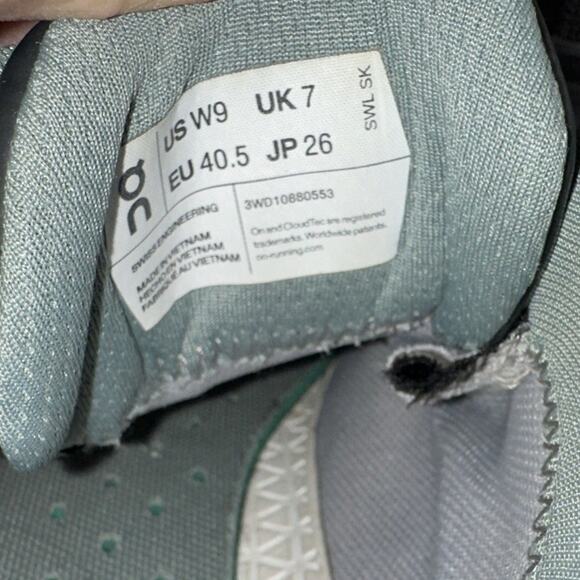 on
US W9 UK 7
EU 40.5 JP 26
SWL SK
SWISS ENGINEERING
MADE IN VIETNAM
HECHO EN VIETNAM
FABRIQUÉ AU VIETNAM
3WD10680553
On and CloudTec are registered
trademarks. Worldwide patents.
on-running.com